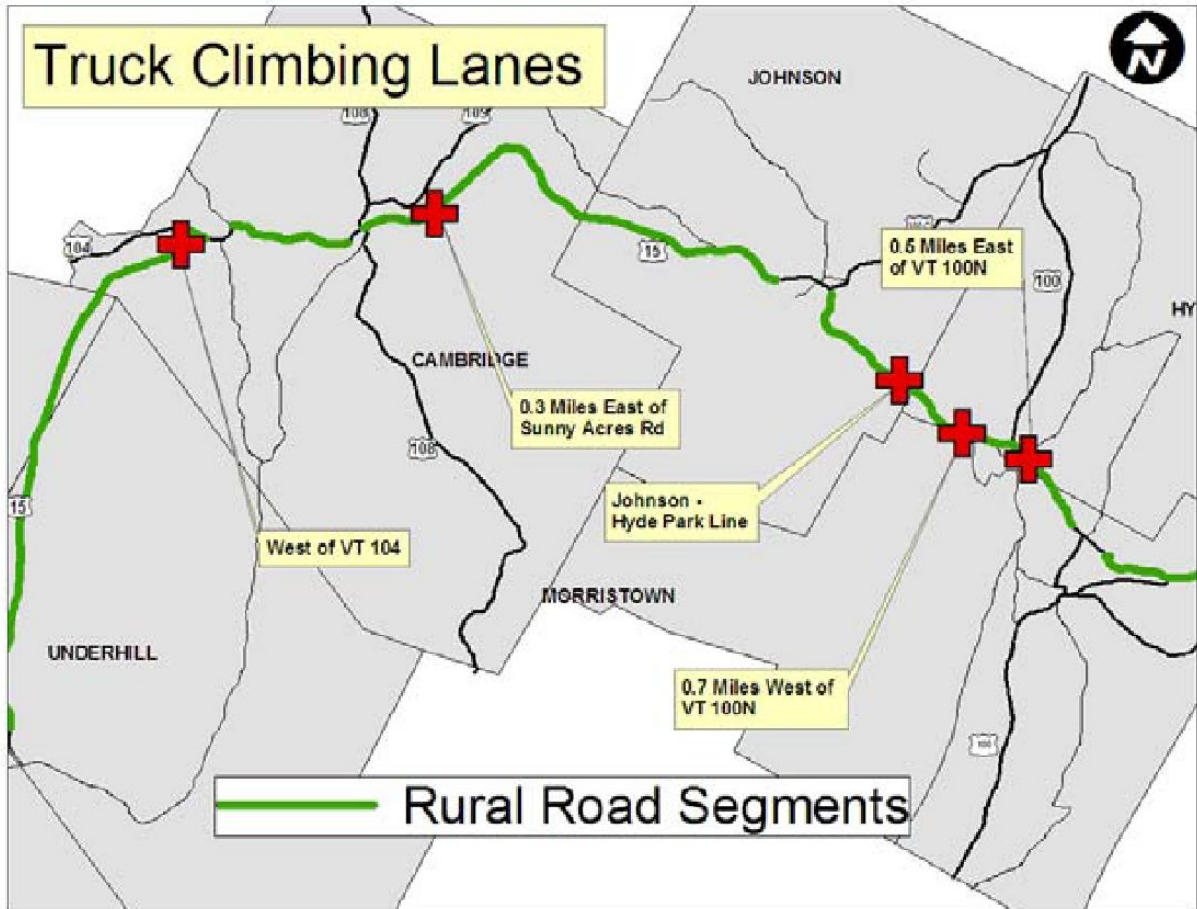 Truck Climbing Lanes
N
JOHNSON
108
109
104
15
0.5 Miles East
of VT 100N
100
HY
CAMBRIDGE
0.3 Miles East of
Sunny Acres Rd
108
Johnson -
Hyde Park Line
15
West of VT 104
MORRISTOWN
UNDERHILL
0.7 Miles West of
VT 100N
100
Rural Road Segments